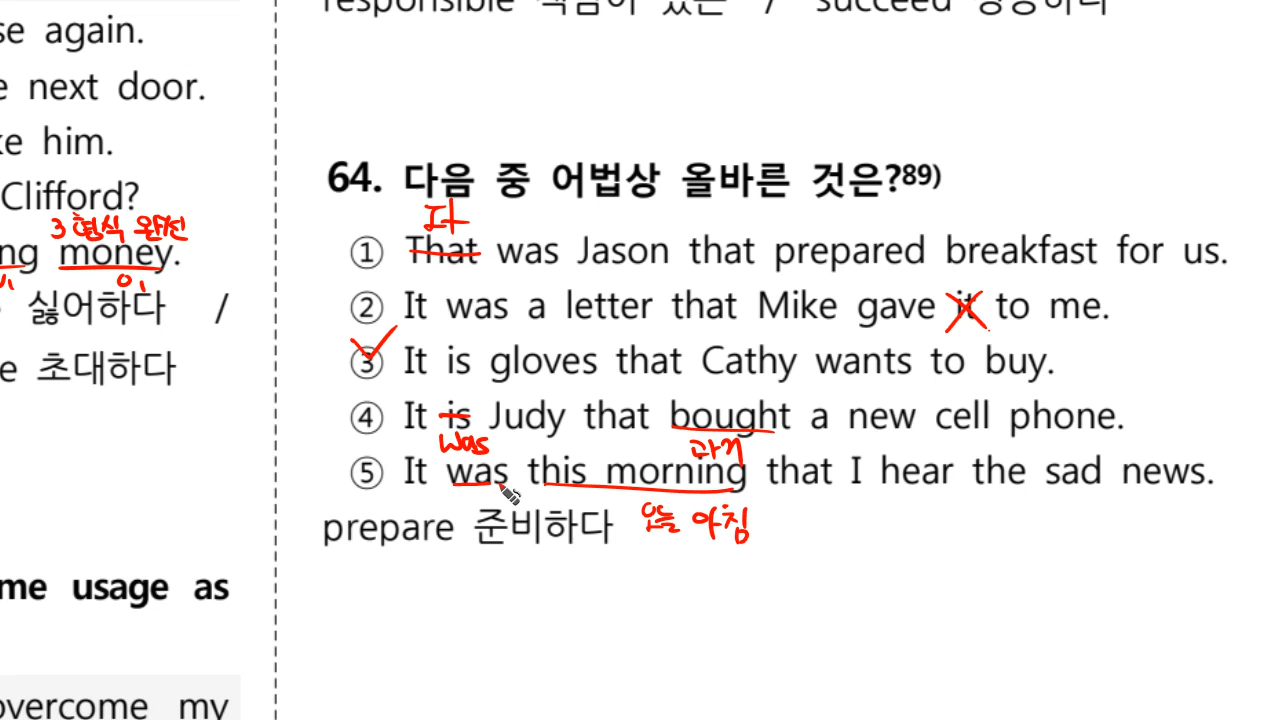 responsible 책임이 있는 / succeed 성공하다
se again.
e next door.
ke him.
Clifford?
3형식 완전
ng money.
싫어하다 /
e 초대하다
me usage as
overcome my
64. 다음 중 어법상 올바른 것은?89)
① That was Jason that prepared breakfast for us.
② It was a letter that Mike gave it to me.
③ It is gloves that Cathy wants to buy.
④ It is Judy that bought a new cell phone.
was 과거
⑤ It was this morning that I hear the sad news.
오늘 아침
prepare 준비하다